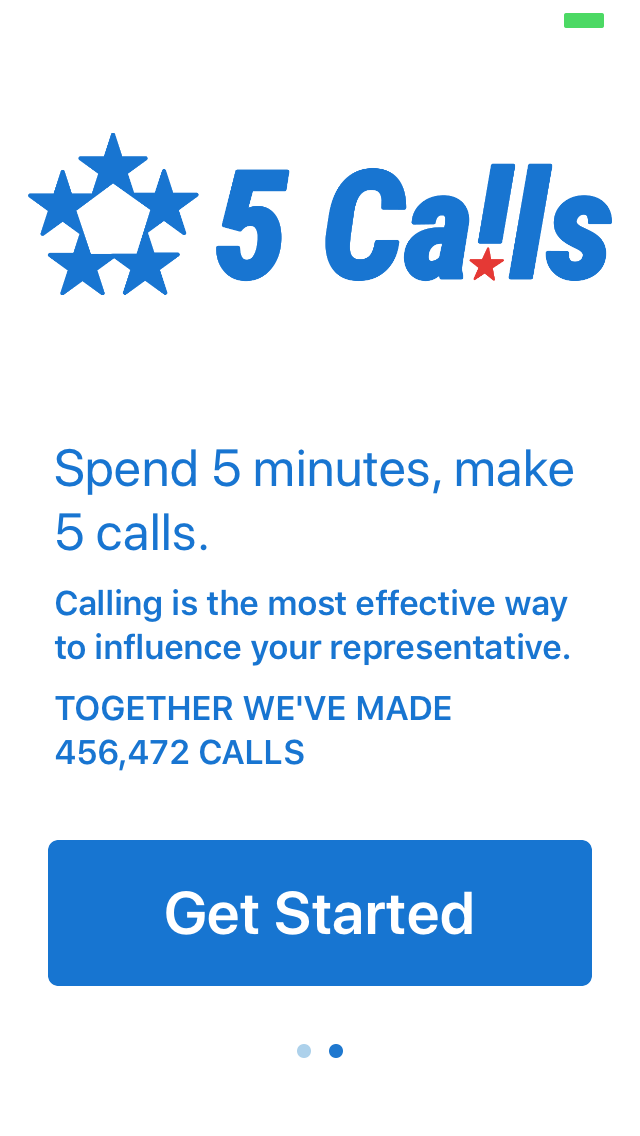 5 Calls
Spend 5 minutes, make
5 calls.
Calling is the most effective way
to influence your representative.
TOGETHER WE'VE MADE
456,472 CALLS
Get Started